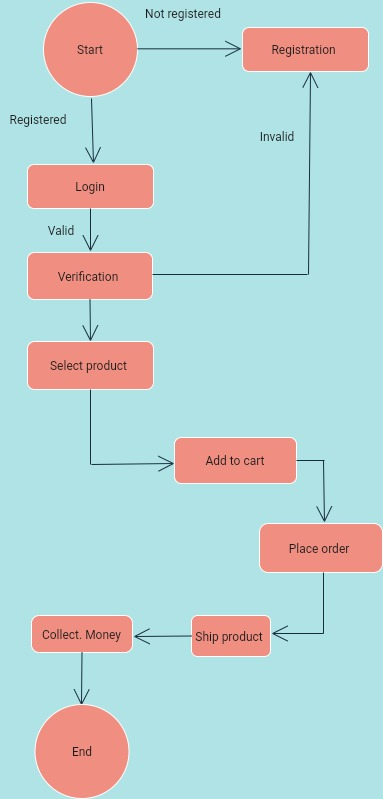 Not registered
Start
Registration
Registered
Invalid
Login
Valid
Verification
Select product
Add to cart
Place order
Collect. Money
Ship product
End